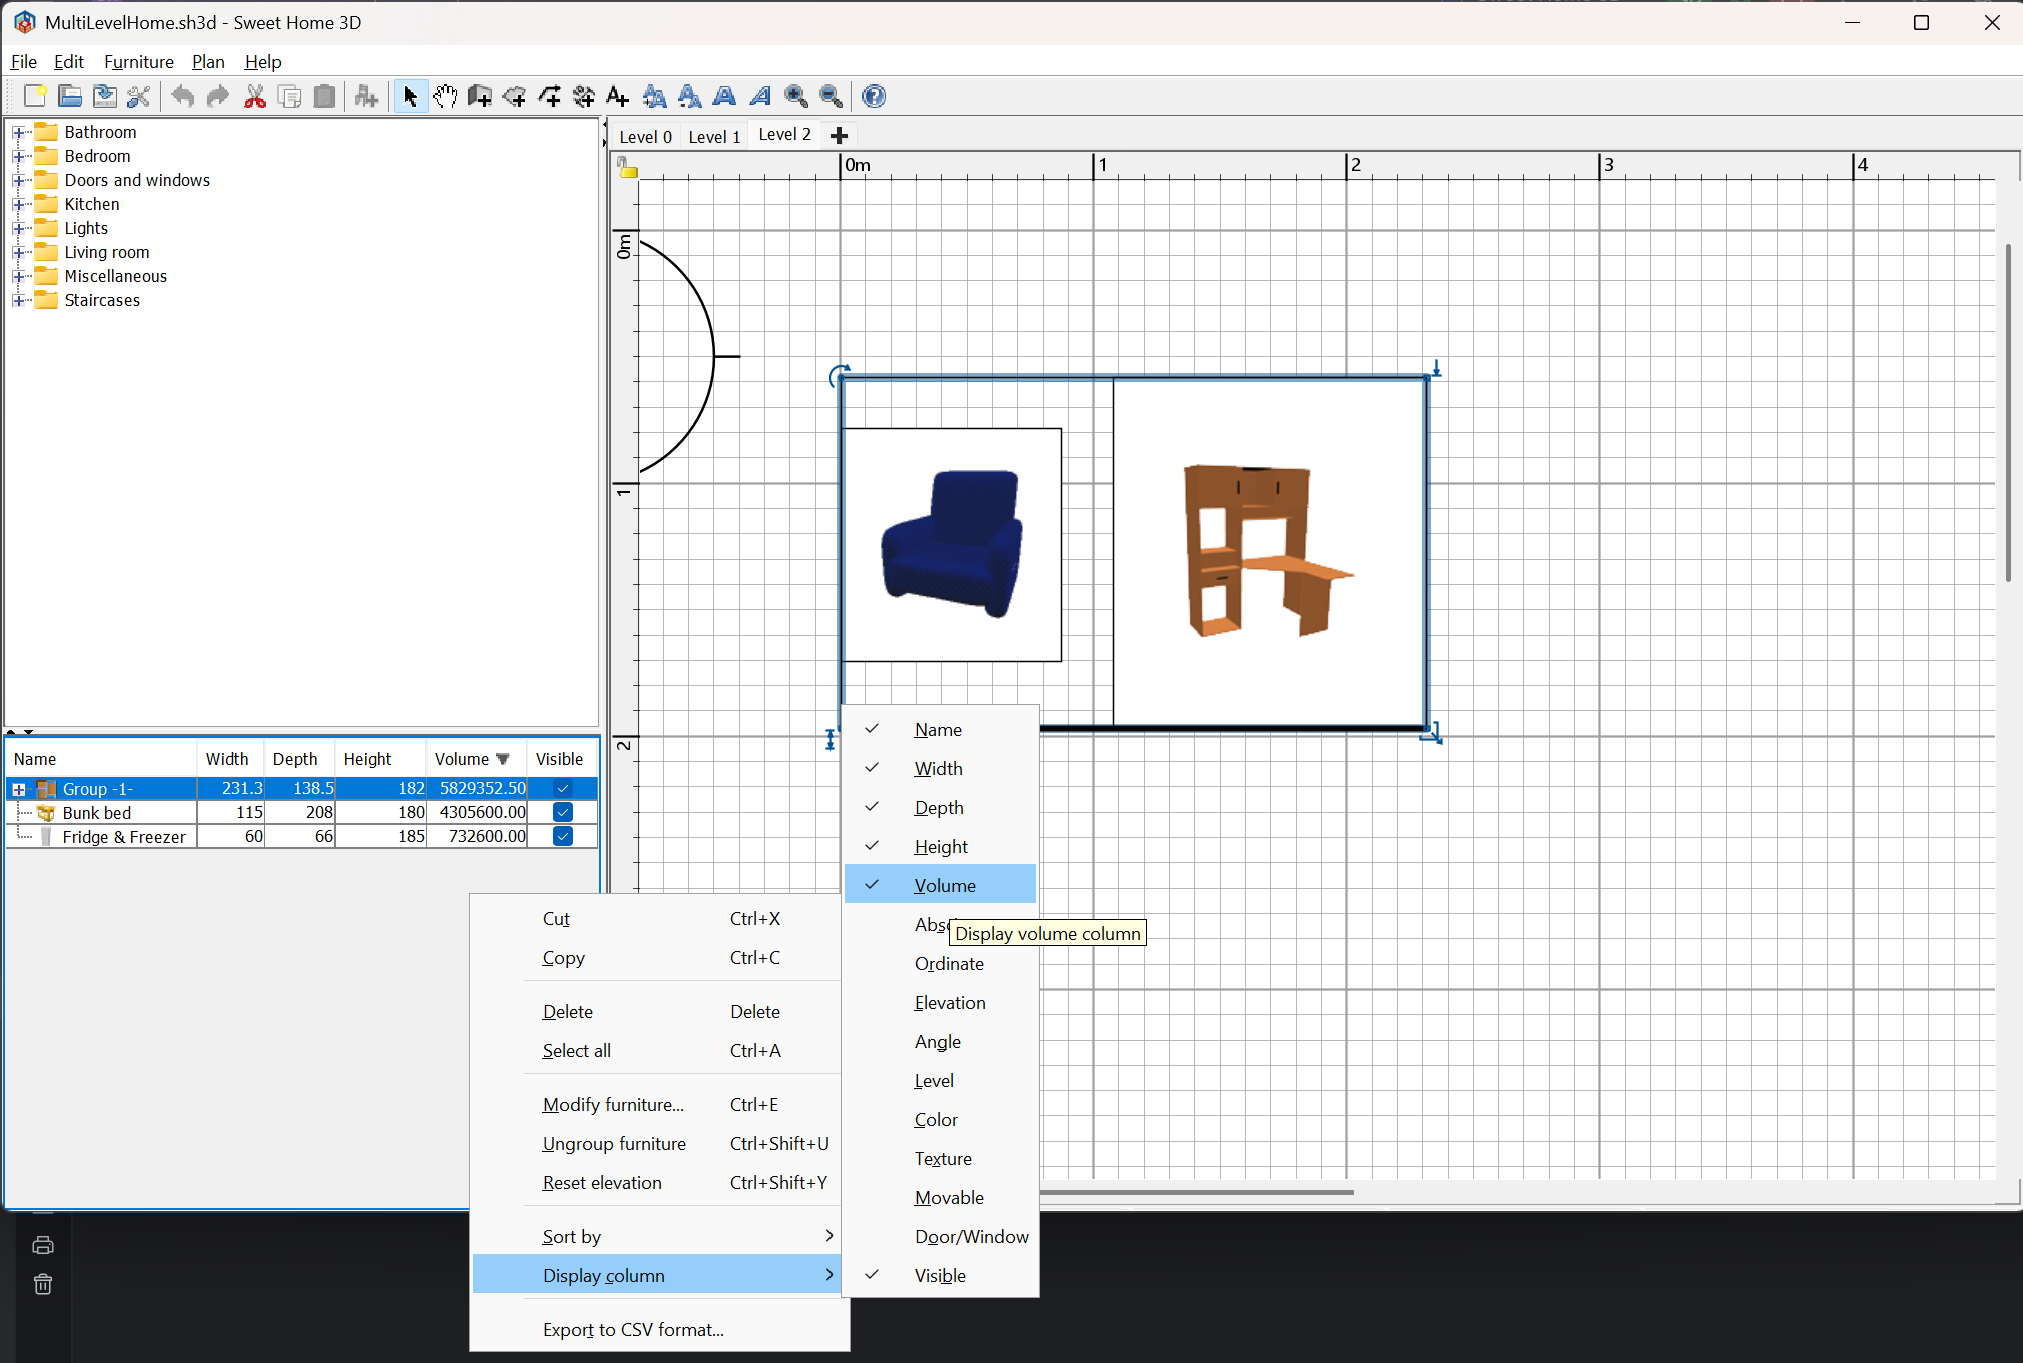 MultiLevelHome.sh3d - Sweet Home 3D
File Edit Furniture Plan Help
Bathroom
Bedroom
Doors and windows
Kitchen
Lights
Living room
Miscellaneous
Staircases
Level 0 Level 1 Level 2
0m 1 2 3 4
0m
1
2
Name Width Depth Height Volume Visible
Group -1- 231.3 138.5 182 5829352.50
Bunk bed 115 208 180 4305600.00
Fridge & Freezer 60 66 185 732600.00
Cut Ctrl+X
Copy Ctrl+C
Delete Delete
Select all Ctrl+A
Modify furniture... Ctrl+E
Ungroup furniture Ctrl+Shift+U
Reset elevation Ctrl+Shift+Y
Sort by
Display column
Export to CSV format...
Name
Width
Depth
Height
Volume
Display volume column
Ordinate
Elevation
Angle
Level
Color
Texture
Movable
Door/Window
Visible